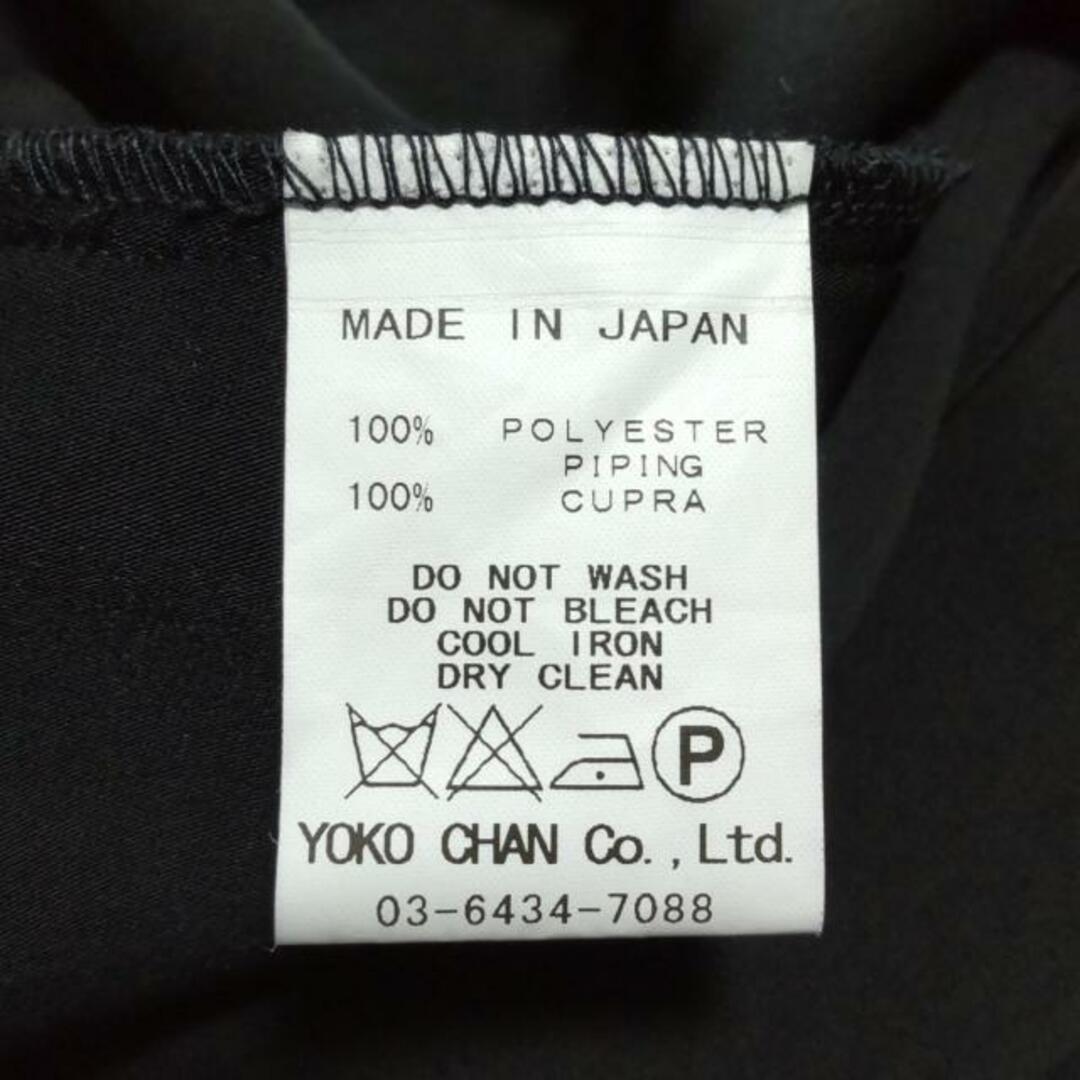 MADE IN JAPAN
100% POLYESTER
PIPING
100% CUPRA
DO NOT WASH
DO NOT BLEACH
COOL IRON
DRY CLEAN
P
YOKO CHAN Co., Ltd.
03-6434-7088